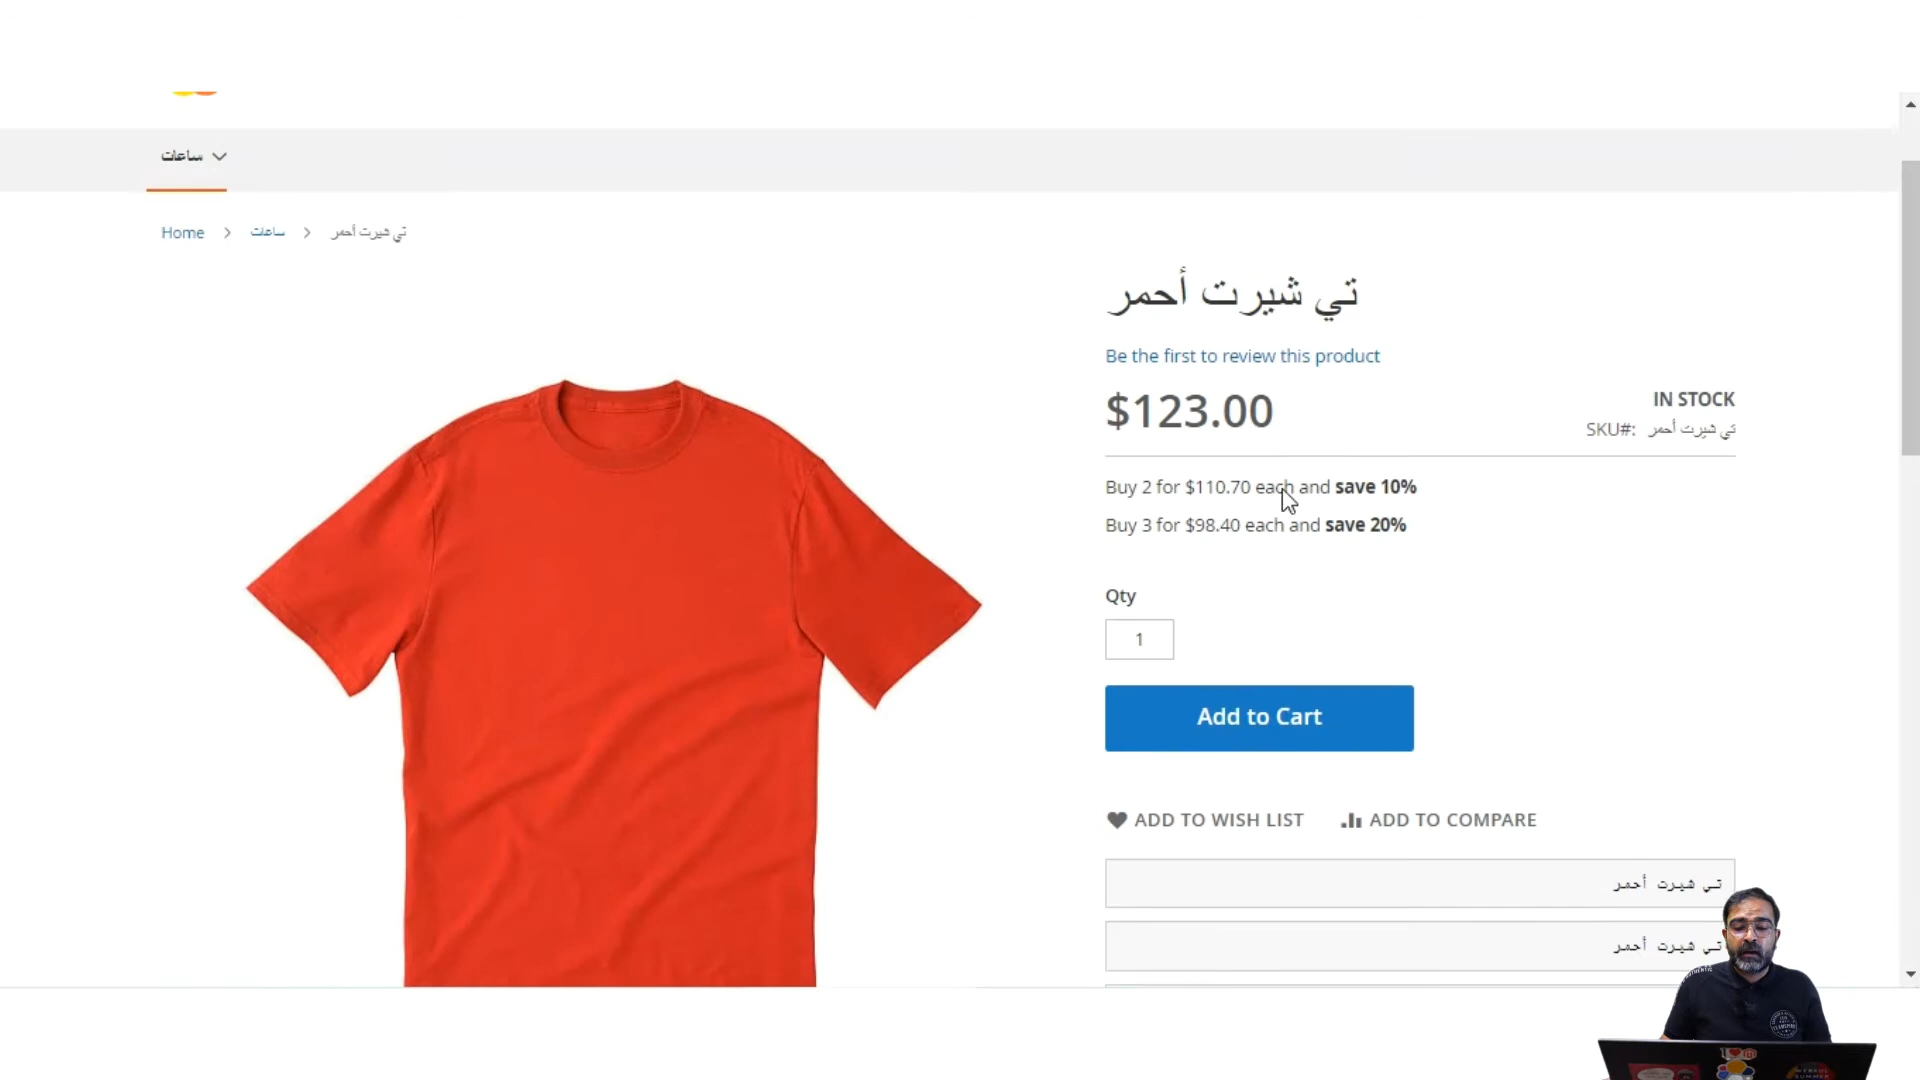 ساعات
Home > ساعات > تي شيرت أحمر
تي شيرت أحمر
Be the first to review this product
$123.00
IN STOCK
SKU#: تي شيرت أحمر
Buy 2 for $110.70 each and save 10%
Buy 3 for $98.40 each and save 20%
Qty
1
Add to Cart
ADD TO WISH LIST
ADD TO COMPARE
تي شيرت أحمر
تي شيرت أحمر